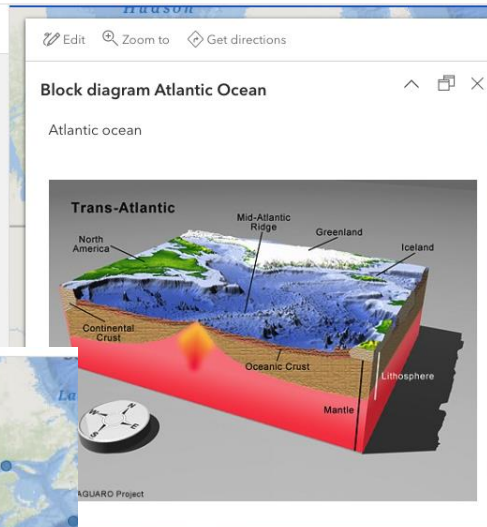 Hudson
Edit Zoom to Get directions
Block diagram Atlantic Ocean
Atlantic ocean
Trans-Atlantic
Mid-Atlantic
Ridge
Greenland
North
America
Iceland
Continental
Crust
Oceanic Crust
Lithosphere
Mantle
La
AGUARO Project